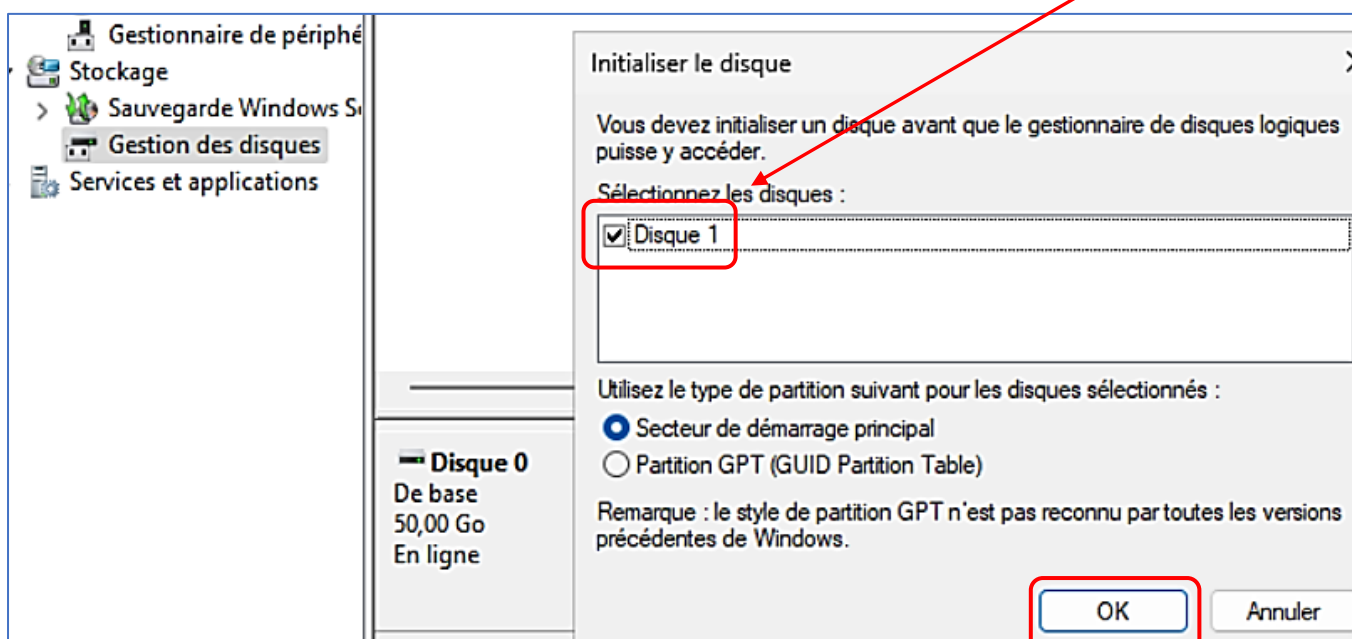 Gestionnaire de périphé
Stockage
Sauvegarde Windows S
Gestion des disques
Services et applications
Disque 0
De base
50,00 Go
En ligne
Initialiser le disque
Vous devez initialiser un disque avant que le gestionnaire de disques logiques
puisse y accéder.
Sélectionnez les disques :
Disque 1
Utilisez le type de partition suivant pour les disques sélectionnés :
Secteur de démarrage principal
Partition GPT (GUID Partition Table)
Remarque : le style de partition GPT n'est pas reconnu par toutes les versions
précédentes de Windows.
OK
Annuler